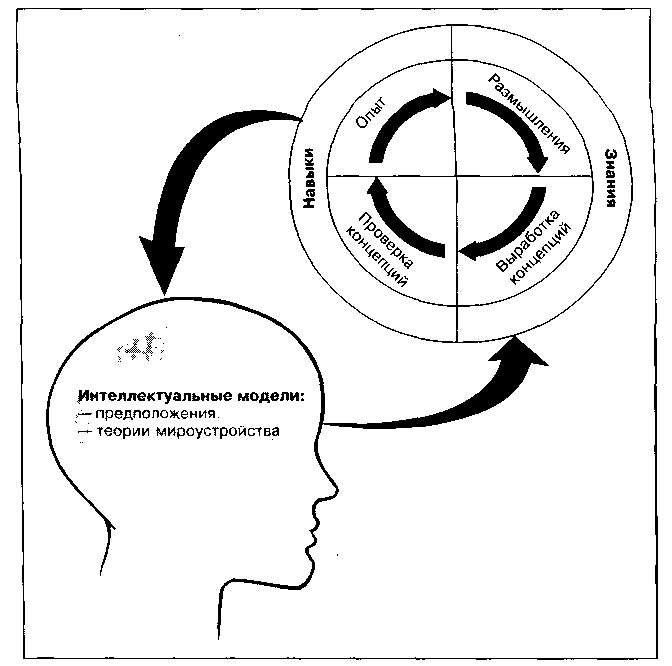 Опыт
Размышления
Навыки
Знания
Проверка
концепций
Выработка
концепций
Интеллектуальные модели:
— предположения.
— теории мироустройства